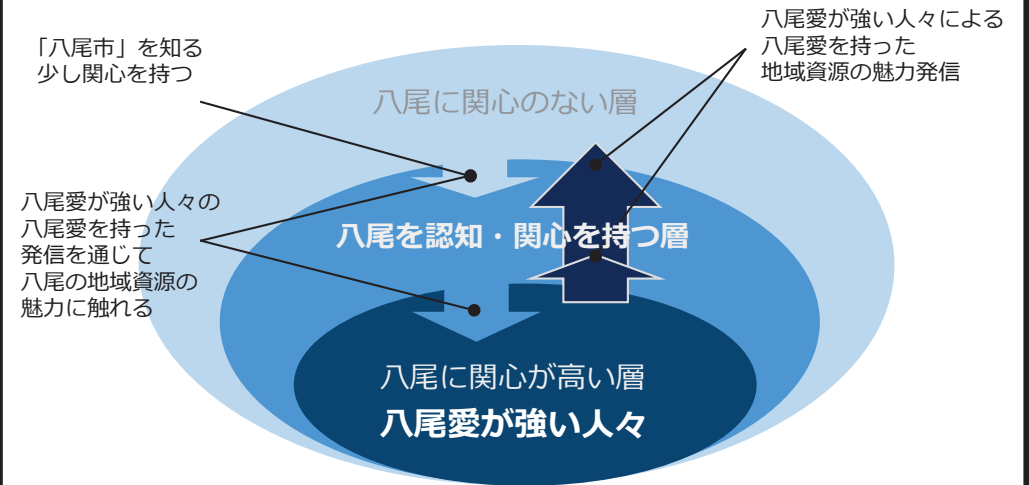 「八尾市」を知る
少し関心を持つ
八尾愛が強い人々による
八尾愛を持った
地域資源の魅力発信
八尾に関心のない層
八尾愛が強い人々の
八尾愛を持った
発信を通じて
八尾の地域資源の
魅力に触れる
八尾を認知・関心を持つ層
八尾に関心が高い層
八尾愛が強い人々